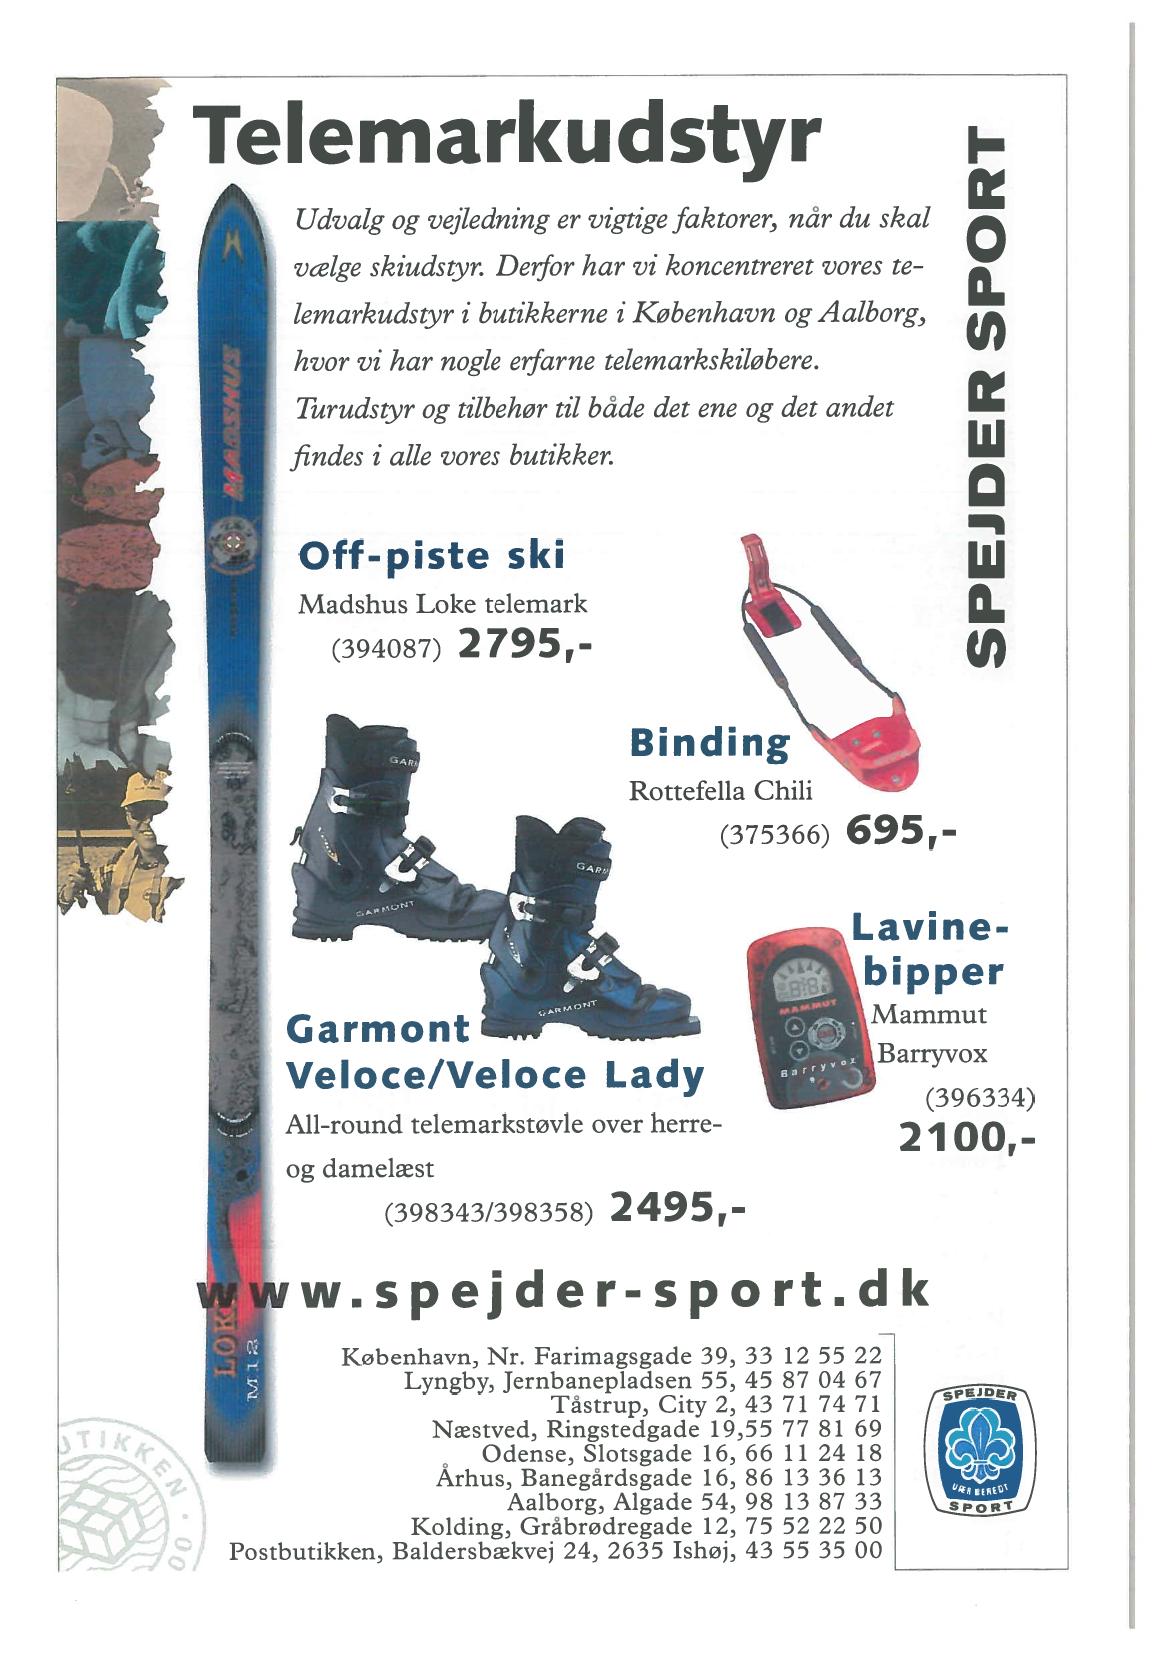 Telemarkudstyr
SPEJDER SPORT
Udvalg og vejledning er vigtige faktorer, når du skal
vælge skiudstyr. Derfor har vi koncentreret vores te-
lemarkudstyr i butikkerne i København og Aalborg,
hvor vi har nogle erfarne telemarkskiløbere.
Turudstyr og tilbehør til både det ene og det andet
findes i alle vores butikker.
MADSHUS
Off-piste ski
Madshus Loke telemark
(394087) 2795,-
Binding
Rottefella Chili
(375366) 695,-
GARMONT
GARMONT
Lavine-
bipper
Mammut
Barryvox
(396334)
2100,-
MAMMUT
Barryvox
Garmont
Veloce/Veloce Lady
All-round telemarkstøvle over herre-
og damelæst
(398343/398358) 2495,-
www.spejder-sport.dk
LOKE
M12
København, Nr. Farimagsgade 39, 33 12 55 22
Lyngby, Jernbanepladsen 55, 45 87 04 67
Tåstrup, City 2, 43 71 74 71
Næstved, Ringstedgade 19,55 77 81 69
Odense, Slotsgade 16, 66 11 24 18
Århus, Banegårdsgade 16, 86 13 36 13
Aalborg, Algade 54, 98 13 87 33
Kolding, Gråbrødregade 12, 75 52 22 50
Postbutikken, Baldersbækvej 24, 2635 Ishøj, 43 55 35 00
SPEJDER
VÆR BEREDT
SPORT
UTIKKEN · 00